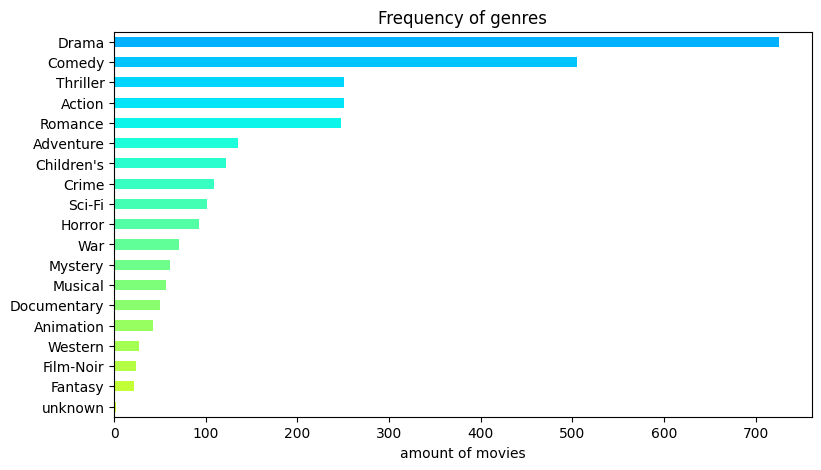 Frequency of genres
Drama
Comedy
Thriller
Action
Romance
Adventure
Children's
Crime
Sci-Fi
Horror
War
Mystery
Musical
Documentary
Animation
Western
Film-Noir
Fantasy
unknown
0 100 200 300 400 500 600 700
amount of movies